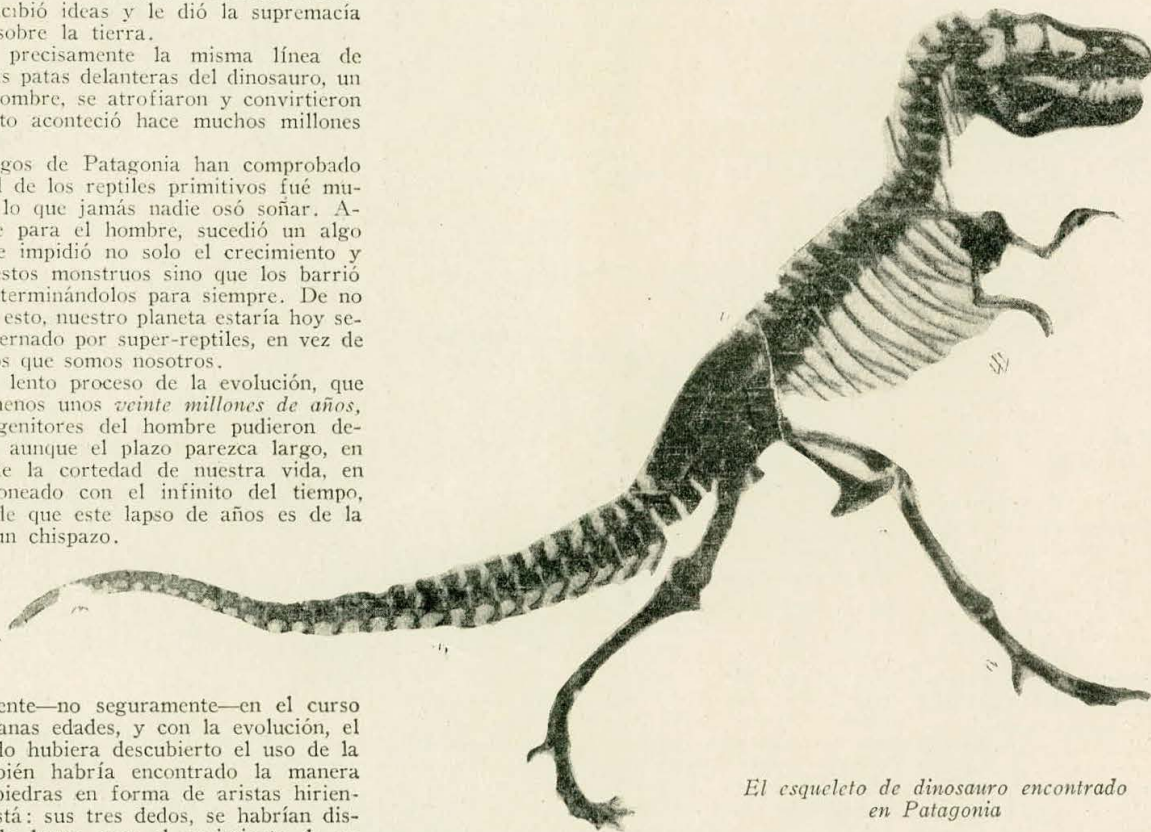 cibió ideas y le dió la supremacía
sobre la tierra.
precisamente la misma línea de
s patas delanteras del dinosauro, un
ombre, se atrofiaron y convirtieron
to aconteció hace muchos millones
gos de Patagonia han comprobado
l de los reptiles primitivos fué mu-
lo que jamás nadie osó soñar. A-
e para el hombre, sucedió un algo
e impidió no solo el crecimiento y
stos monstruos sino que los barrió
terminándolos para siempre. De no
esto, nuestro planeta estaría hoy se-
ernado por super-reptiles, en vez de
s que somos nosotros.
lento proceso de la evolución, que
enos unos veinte millones de años,
genitores del hombre pudieron de-
aunque el plazo parezca largo, en
e la cortedad de nuestra vida, en
oneado con el infinito del tiempo,
le que este lapso de años es de la
un chispazo.
ente—no seguramente—en el curso
anas edades, y con la evolución, el
lo hubiera descubierto el uso de la
bién habría encontrado la manera
piedras en forma de aristas hirien-
stá: sus tres dedos, se habrían dis-
El esqueleto de dinosauro encontrado
en Patagonia